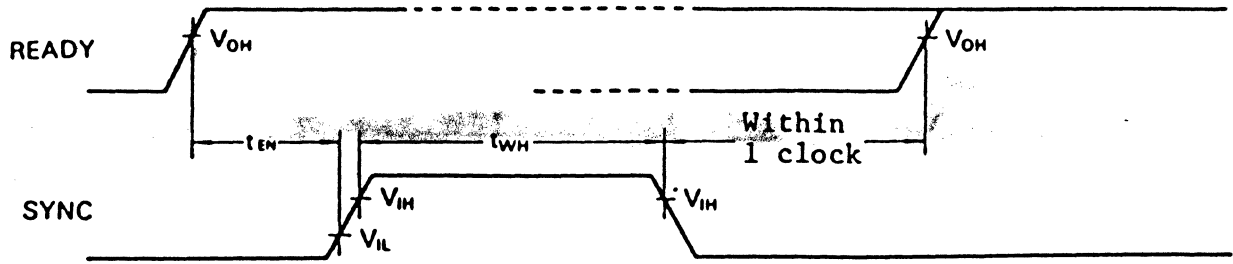 READY
VOH
VOH
tEN
tWH
Within
1 clock
SYNC
VIH
VIL
VIH